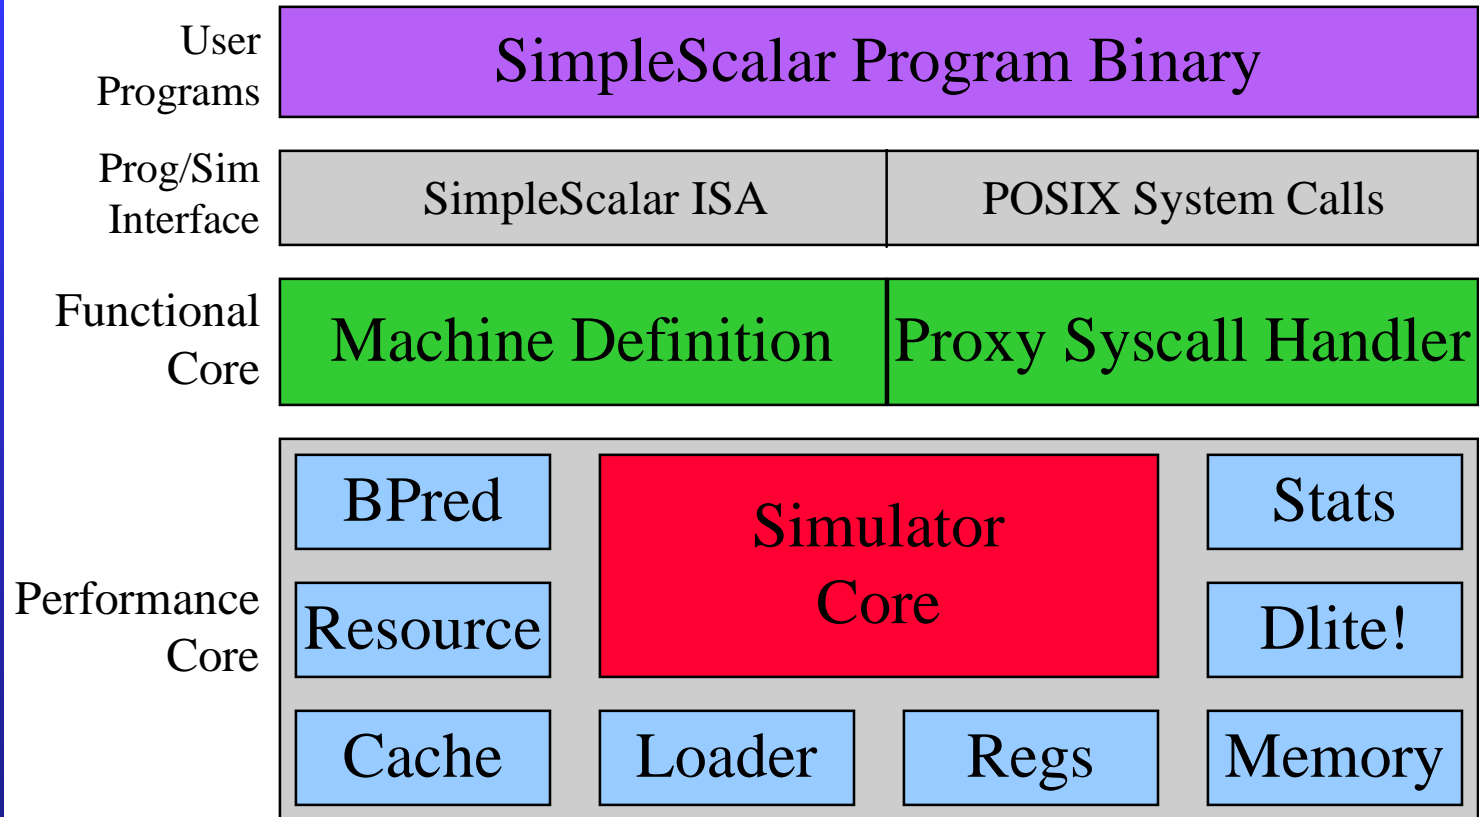 User
Programs
SimpleScalar Program Binary
Prog/Sim
Interface
SimpleScalar ISA
POSIX System Calls
Functional
Core
Machine Definition
Proxy Syscall Handler
Performance
Core
BPred
Simulator
Core
Stats
Resource
Dlite!
Cache
Loader
Regs
Memory